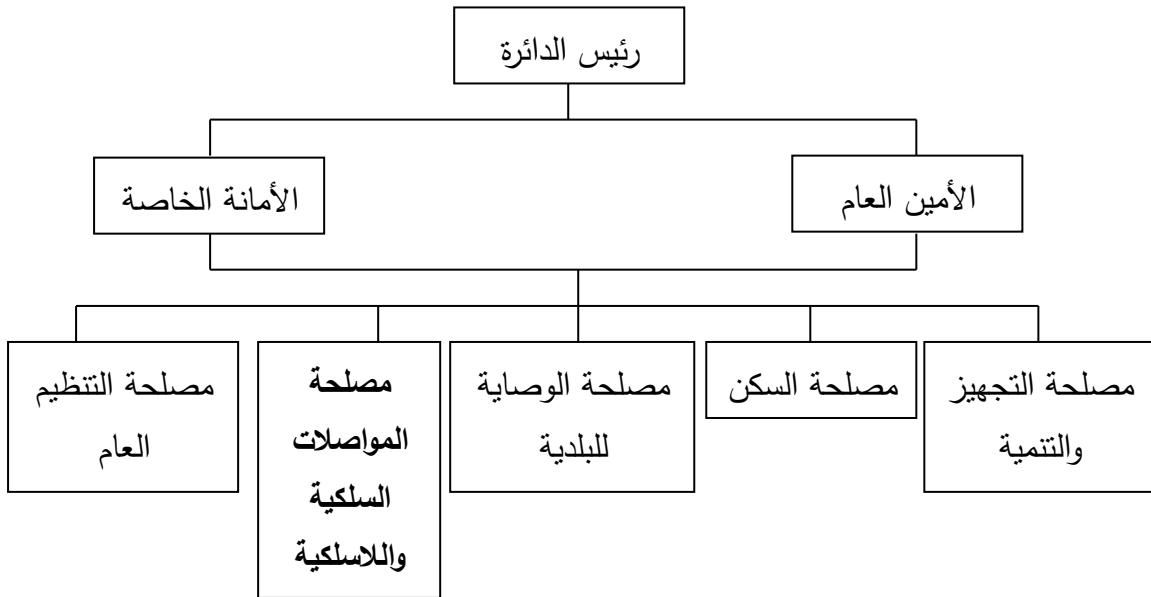 رئيس الدائرة
الأمين العام
الأمانة الخاصة
مصلحة التجهيز
والتنمية
مصلحة السكن
مصلحة الوصاية
للبلدية
مصلحة
المواصلات
السلكية
واللاسلكية
مصلحة التنظيم
العام